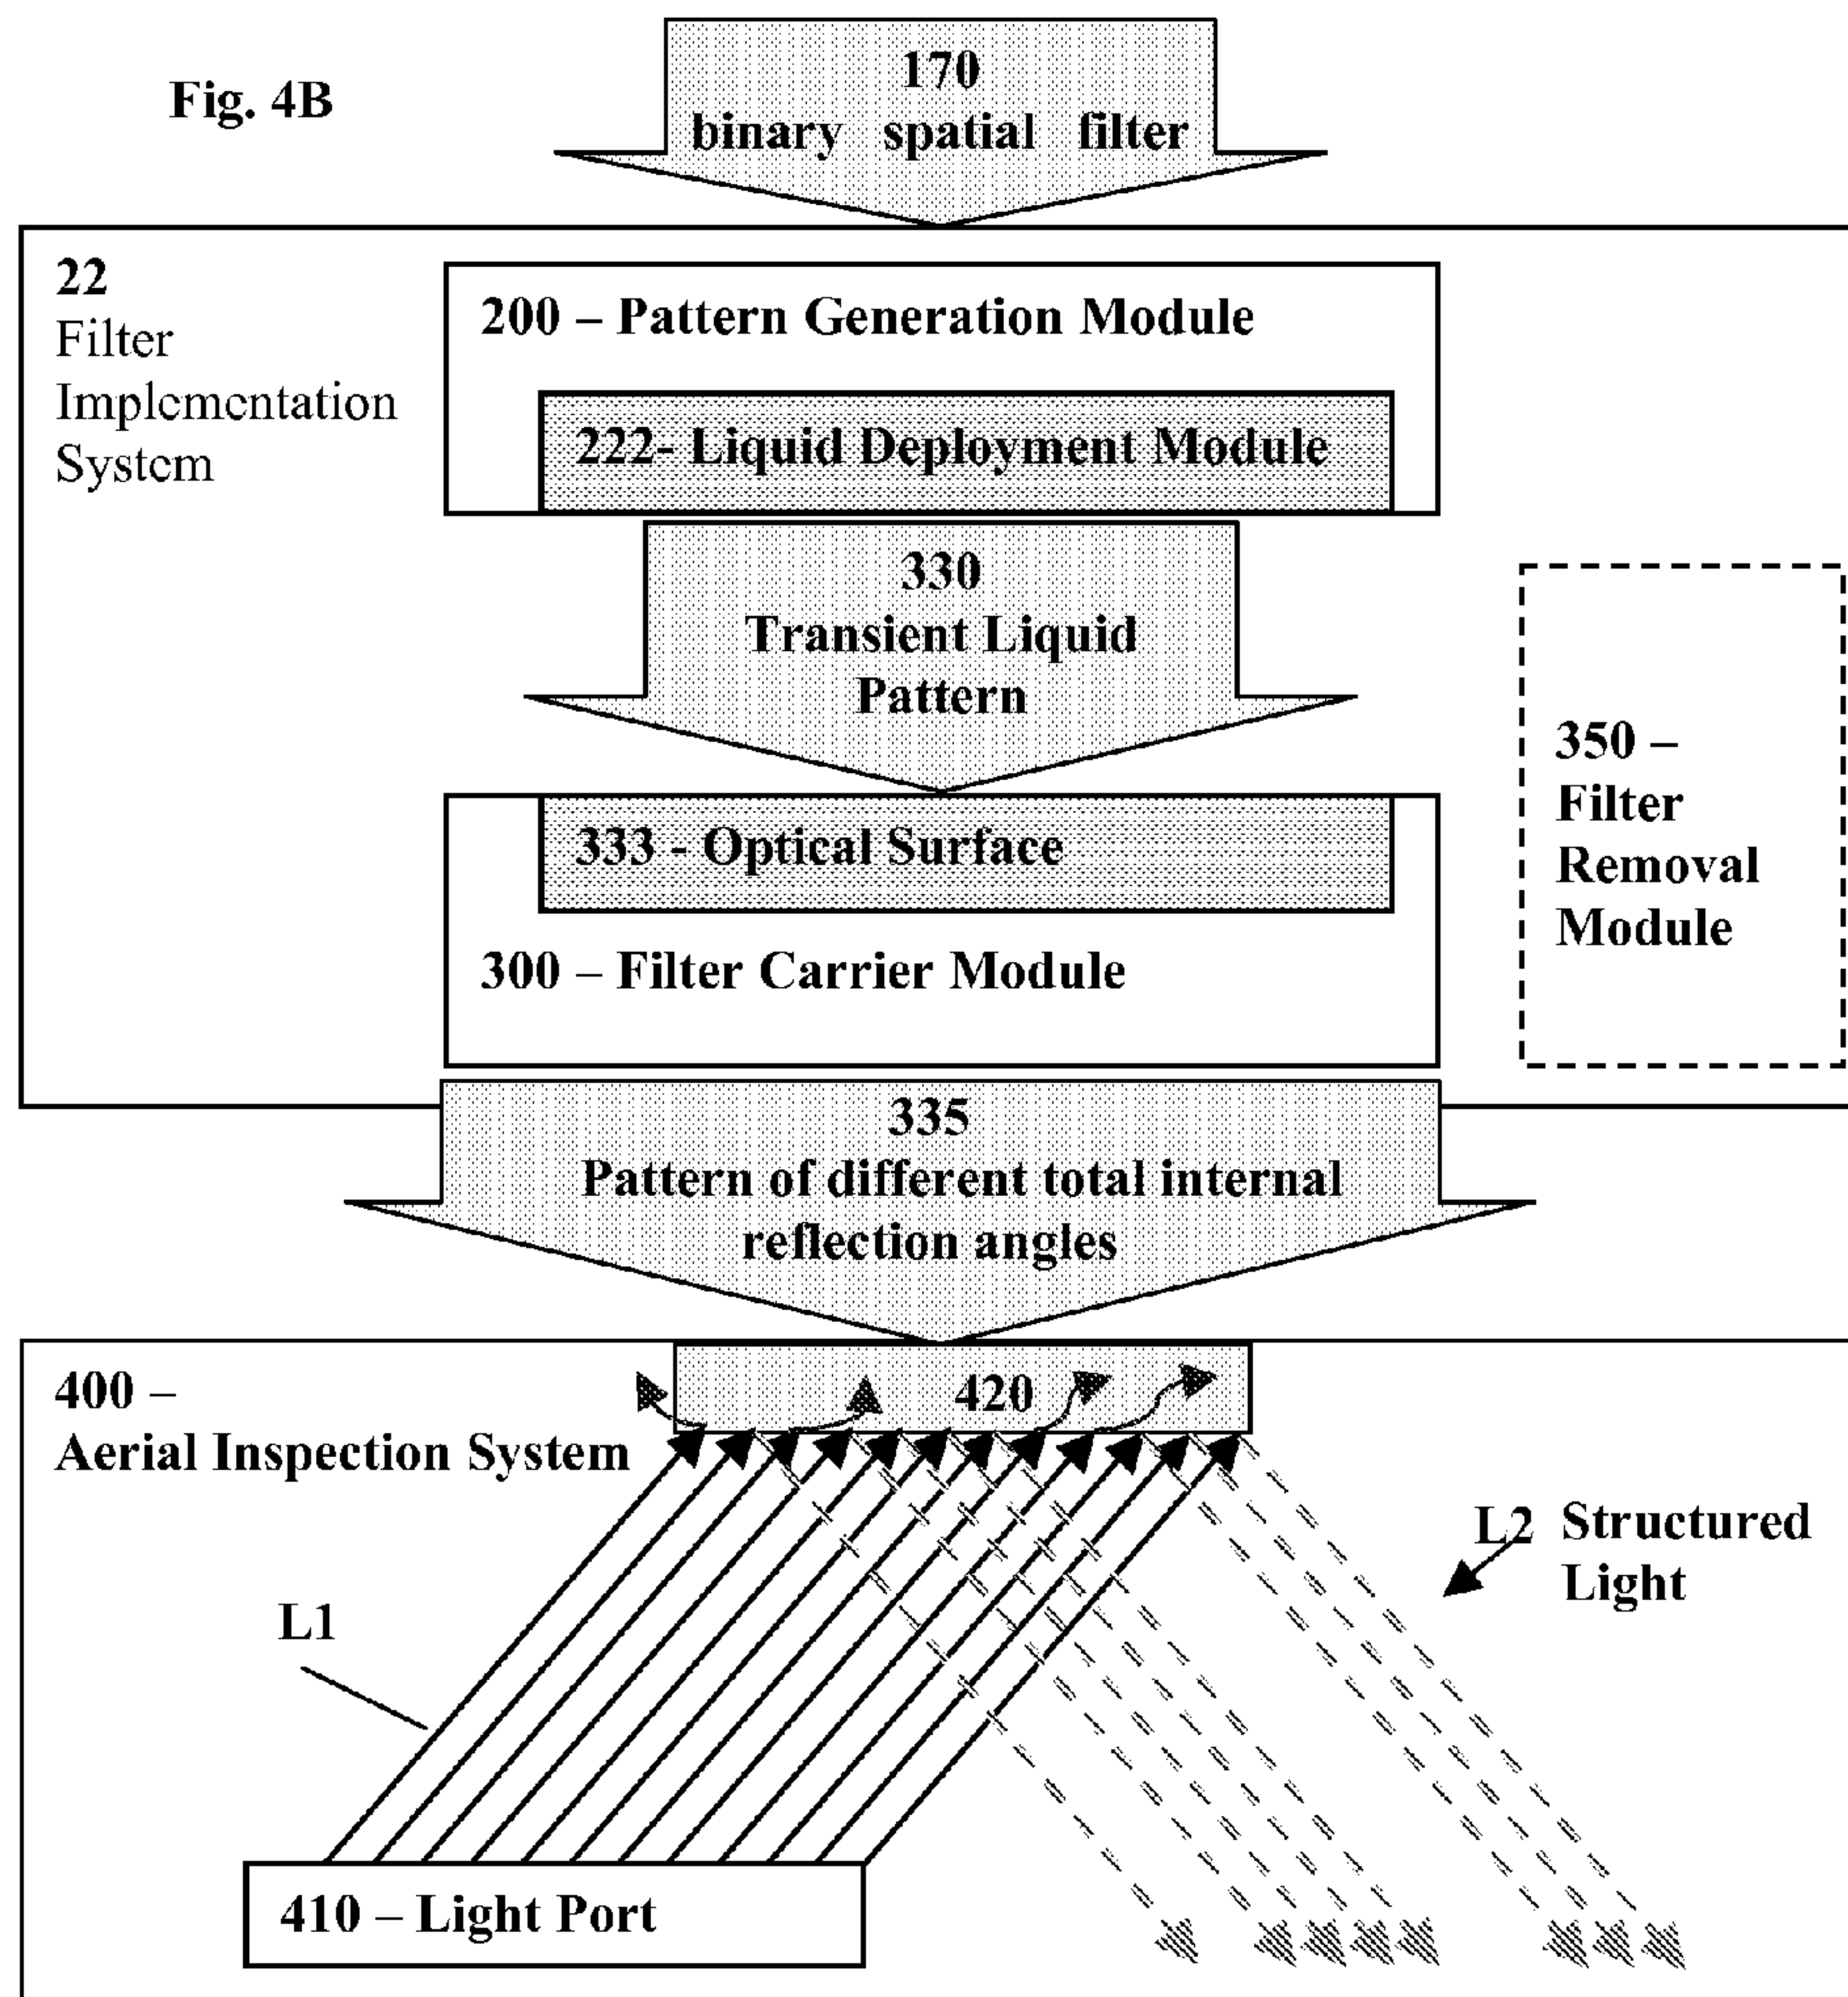 Fig. 4B
170
binary spatial filter
22
Filter
Implementation
System
200 – Pattern Generation Module
222- Liquid Deployment Module
330
Transient Liquid
Pattern
350 –
Filter
Removal
Module
333 - Optical Surface
300 – Filter Carrier Module
335
Pattern of different total internal
reflection angles
400 –
Aerial Inspection System
420
L2 Structured
Light
L1
410 – Light Port